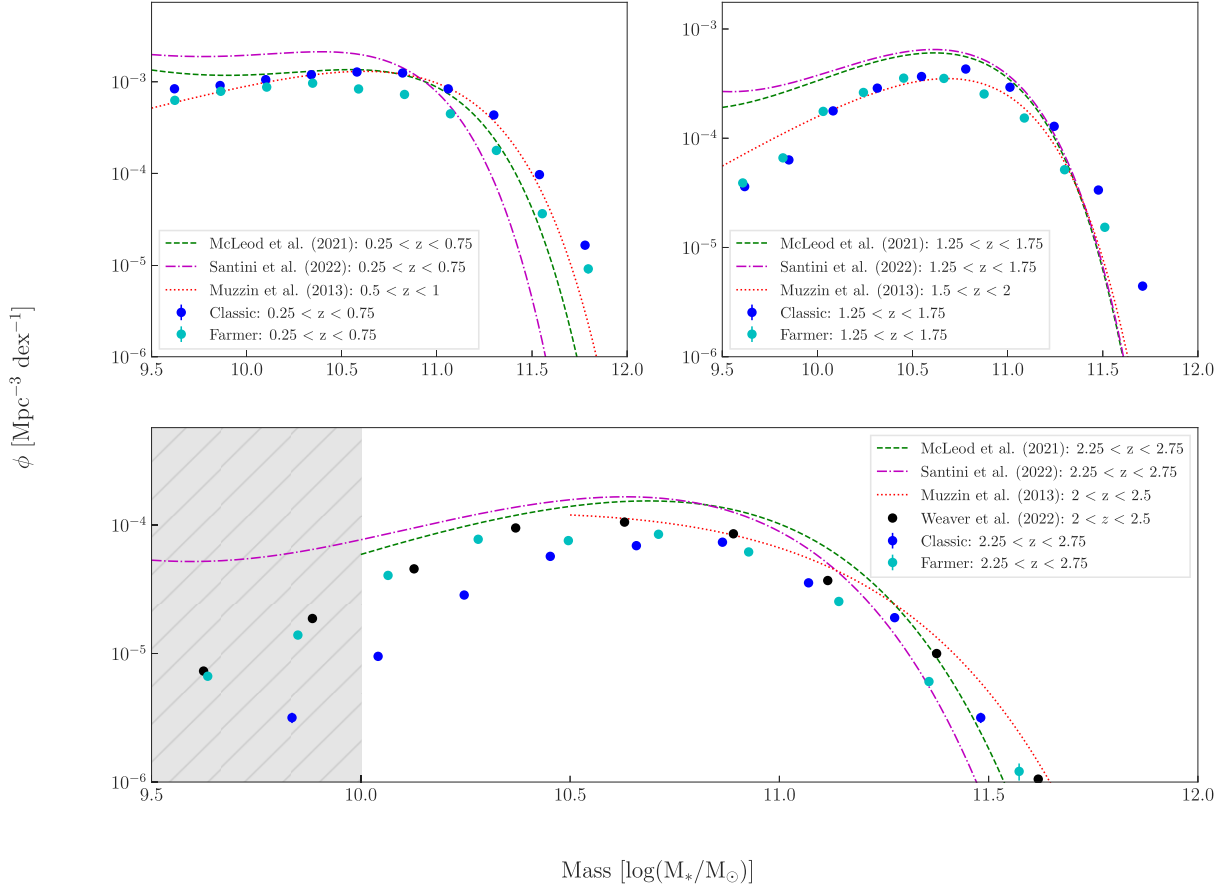 ϕ [Mpc⁻³ dex⁻¹]
10⁻³
10⁻⁴
10⁻⁵
10⁻⁶
9.5 10.0 10.5 11.0 11.5 12.0
McLeod et al. (2021): 0.25 < z < 0.75
Santini et al. (2022): 0.25 < z < 0.75
Muzzin et al. (2013): 0.5 < z < 1
Classic: 0.25 < z < 0.75
Farmer: 0.25 < z < 0.75
10⁻³
10⁻⁴
10⁻⁵
10⁻⁶
9.5 10.0 10.5 11.0 11.5 12.0
McLeod et al. (2021): 1.25 < z < 1.75
Santini et al. (2022): 1.25 < z < 1.75
Muzzin et al. (2013): 1.5 < z < 2
Classic: 1.25 < z < 1.75
Farmer: 1.25 < z < 1.75
10⁻⁴
10⁻⁵
10⁻⁶
9.5 10.0 10.5 11.0 11.5 12.0
McLeod et al. (2021): 2.25 < z < 2.75
Santini et al. (2022): 2.25 < z < 2.75
Muzzin et al. (2013): 2 < z < 2.5
Weaver et al. (2022): 2 < z < 2.5
Classic: 2.25 < z < 2.75
Farmer: 2.25 < z < 2.75
Mass [log(M⁎/M☉)]